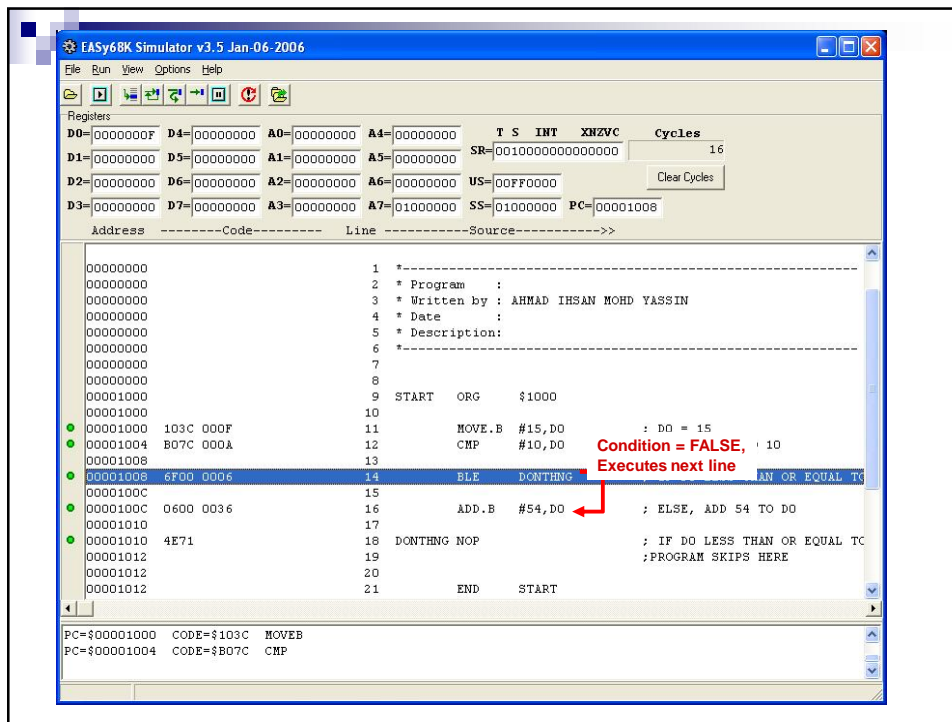 EASy68K Simulator v3.5 Jan-06-2006
File Run View Options Help
Registers
D0= 0000000F D4= 00000000 A0= 00000000 A4= 00000000 T S INT XNZVC Cycles
D1= 00000000 D5= 00000000 A1= 00000000 A5= 00000000 SR= 0010000000000000 16
D2= 00000000 D6= 00000000 A2= 00000000 A6= 00000000 US= 00FF0000 Clear Cycles
D3= 00000000 D7= 00000000 A3= 00000000 A7= 01000000 SS= 01000000 PC= 00001008
Address --------Code--------- Line -----------Source----------->>
00000000 1 *-------------------------------------------------------------
00000000 2 * Program :
00000000 3 * Written by : AHMAD IHSAN MOHD YASSIN
00000000 4 * Date :
00000000 5 * Description:
00000000 6 *-------------------------------------------------------------
00000000 7
00000000 8
00001000 9 START ORG $1000
00001000 10
00001000 103C 000F 11 MOVE.B #15,D0 : D0 = 15
00001004 B07C 000A 12 CMP #10,D0 10
Condition = FALSE,
Executes next line
00001008 13
00001008 6F00 0006 14 BLE DONTHNG THAN OR EQUAL TO
0000100C 15
0000100C 0600 0036 16 ADD.B #54,D0 ; ELSE, ADD 54 TO D0
00001010 17
00001010 4E71 18 DONTHNG NOP ; IF D0 LESS THAN OR EQUAL TO
00001012 19 ;PROGRAM SKIPS HERE
00001012 20
00001012 21 END START
PC=$00001000 CODE=$103C MOVEB
PC=$00001004 CODE=$B07C CMP